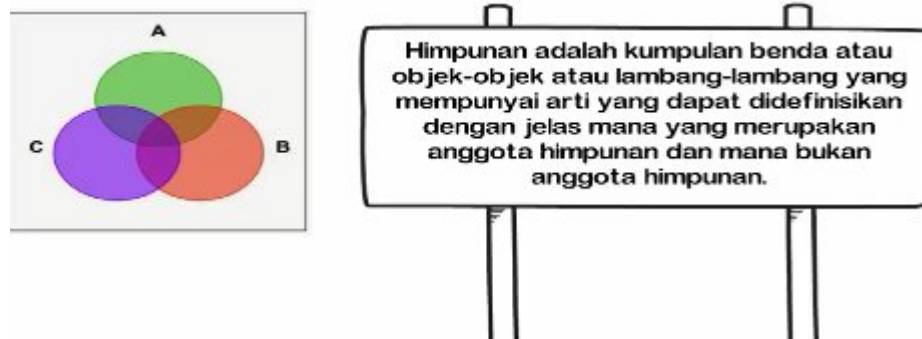 A
C
B
Himpunan adalah kumpulan benda atau
objek-objek atau lambang-lambang yang
mempunyai arti yang dapat didefinisikan
dengan jelas mana yang merupakan
anggota himpunan dan mana bukan
anggota himpunan.